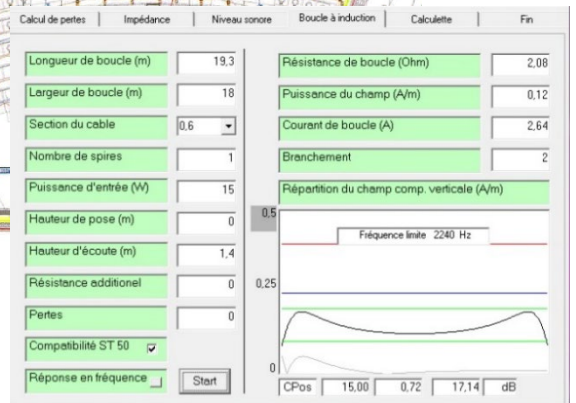 Calcul de pertes Impédance Niveau sonore Boucle à induction Calculette Fin
Longueur de boucle (m) 19,3
Largeur de boucle (m) 18
Section du cable 0,6
Nombre de spires 1
Puissance d'entrée (W) 15
Hauteur de pose (m) 0
Hauteur d'écoute (m) 1,4
Résistance additionel 0
Pertes 0
Compatibilité ST 50
Réponse en fréquence Start
Résistance de boucle (Ohm) 2,08
Puissance du champ (A/m) 0,12
Courant de boucle (A) 2,64
Branchement 2
Répartition du champ comp. verticale (A/m)
0,5
Fréquence limite 2240 Hz
0,25
0
CPos 15,00 0,72 17,14 dB